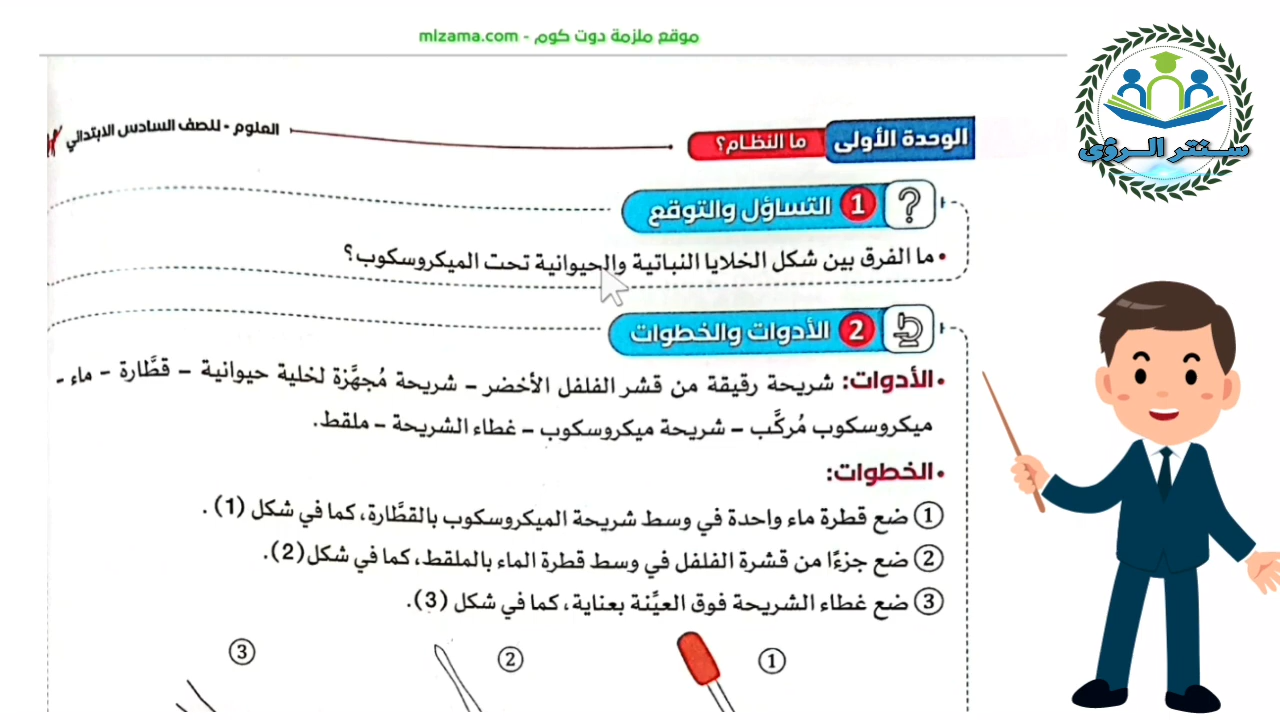 موقع ملزمة دوت كوم - mlzama.com
سنتر الرؤى
العلوم - للصف السادس الابتدائي
الوحدة الأولى
ما النظام؟
1 التساؤل والتوقع
• ما الفرق بين شكل الخلايا النباتية والحيوانية تحت الميكروسكوب؟
2 الأدوات والخطوات
• الأدوات: شريحة رقيقة من قشر الفلفل الأخضر – شريحة مُجهَّزة لخلية حيوانية – قطَّارة – ماء –
ميكروسكوب مُركَّب – شريحة ميكروسكوب – غطاء الشريحة – ملقط.
• الخطوات:
① ضع قطرة ماء واحدة في وسط شريحة الميكروسكوب بالقطَّارة، كما في شكل (1).
② ضع جزءًا من قشرة الفلفل في وسط قطرة الماء بالملقط، كما في شكل(2).
③ ضع غطاء الشريحة فوق العيَّنة بعناية، كما في شكل (3).
① ② ③